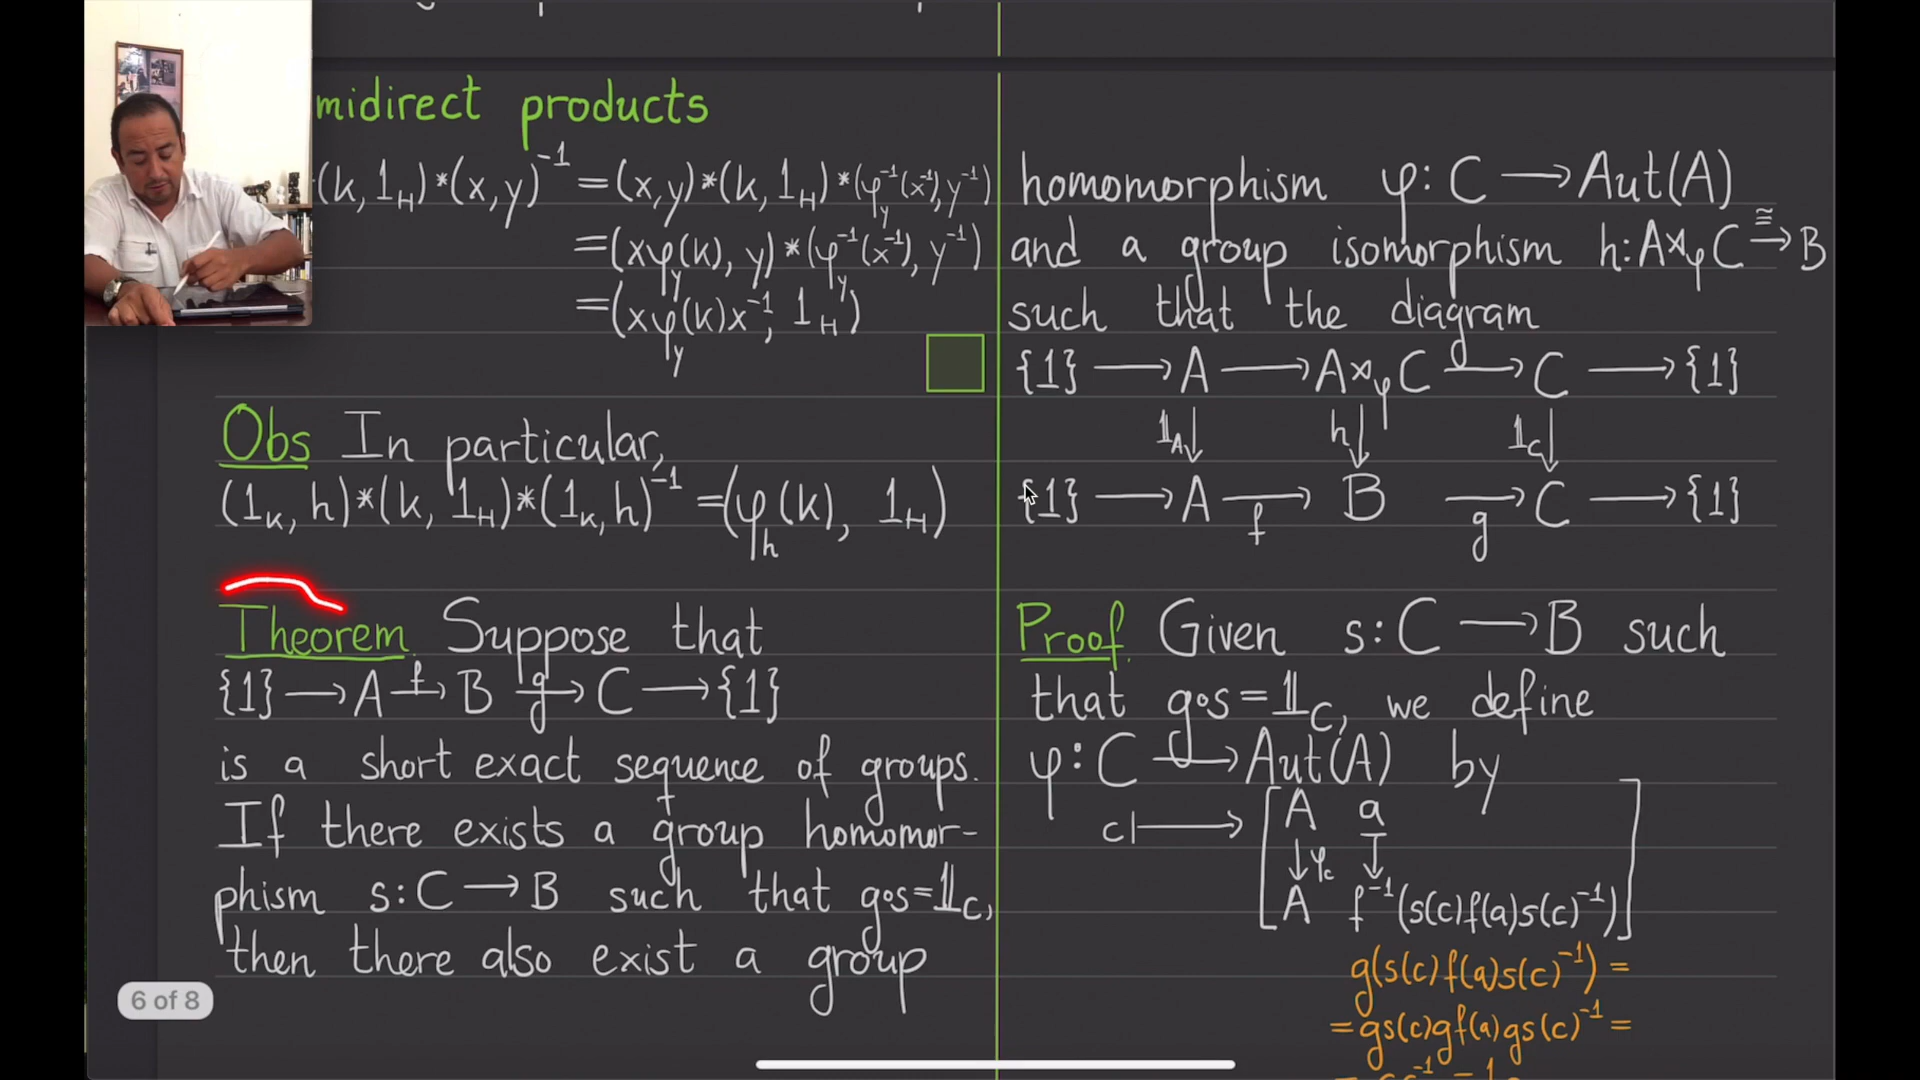 midirect products
(k, 1_H)*(x,y)^{-1} =(x,y)*(k, 1_H)*(φ_y^{-1}(x^{-1}), y^{-1})
=(xφ_y(k), y)*(φ_y^{-1}(x^{-1}), y^{-1})
=(xφ_y(k)x^{-1}, 1_H)
Obs In particular,
(1_K, h)*(k, 1_H)*(1_K, h)^{-1} =(φ_h(k), 1_H)
Theorem. Suppose that
{1} → A →f B →g C → {1}
is a short exact sequence of groups.
If there exists a group homomor-
phism s: C → B such that g∘s=𝟙_C,
then there also exist a group
6 of 8
homomorphism φ: C → Aut(A)
and a group isomorphism h: A⋊_φ C ≅→ B
such that the diagram
{1} → A → A⋊_φ C → C → {1}
𝟙_A↓ h↓ 1_C↓
{1} → A →f B →g C → {1}
Proof. Given s: C → B such
that g∘s=𝟙_C, we define
φ: C → Aut(A) by
c ↦ [A a
↓φ_c ↧
A f^{-1}(s(c)f(a)s(c)^{-1})]
g(s(c)f(a)s(c)^{-1}) =
=gs(c)gf(a)gs(c)^{-1} =